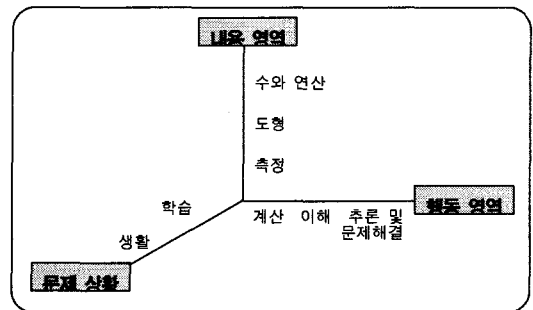 내용 영역
수와 연산
도형
측정
학습
생활
계산 이해 추론 및
문제해결
행동 영역
문제 상황